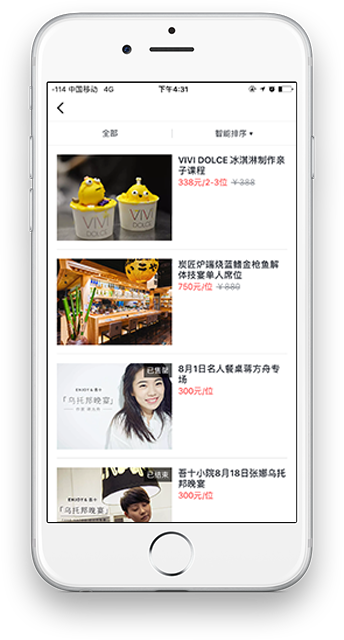 -114 中国移动 4G 下午4:31
全部 智能排序 ▾
VIVI
DOLCE
VIVI
DOLCE
VIVI DOLCE 冰淇淋制作亲
子课程
338元/2-3位 ￥388
炭匠炉端烧蓝鳍金枪鱼解
体技宴单人席位
750元/位 ￥880
已售罄
ENJOY &
「乌托邦晚宴」
8月1日名人餐桌蒋方舟专
场
300元/位
已结束
ENJOY &
「乌托邦晚宴
吾十小院8月18日张娜乌托
邦晚宴
300元/位